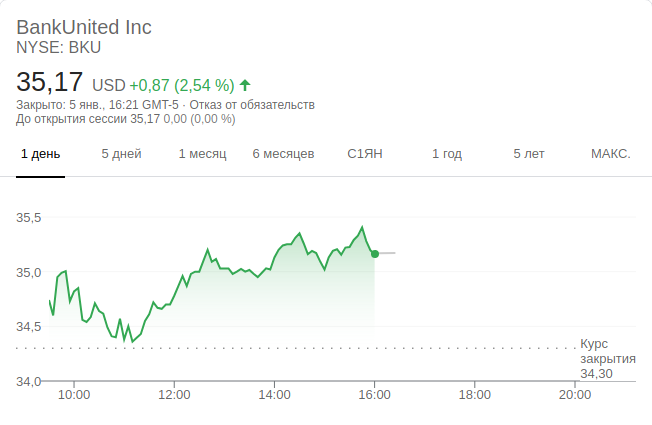 BankUnited Inc
NYSE: BKU
35,17 USD +0,87 (2,54 %)
Закрыто: 5 янв., 16:21 GMT-5 · Отказ от обязательств
До открытия сессии 35,17 0,00 (0,00 %)
1 день 5 дней 1 месяц 6 месяцев С1ЯН 1 год 5 лет МАКС.
35,5
35,0
34,5
Курс
закрытия
34,30
34,0
10:00 12:00 14:00 16:00 18:00 20:00